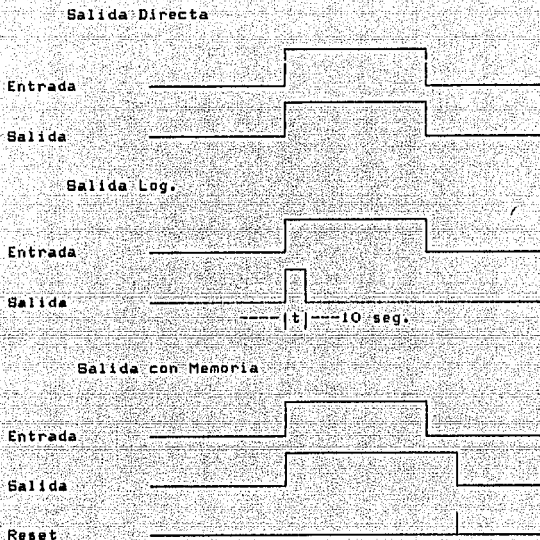 Salida Directa
Entrada
Salida
Salida Log.
Entrada
Salida
----|t|---10 seg.
Salida con Memoria
Entrada
Salida
Reset